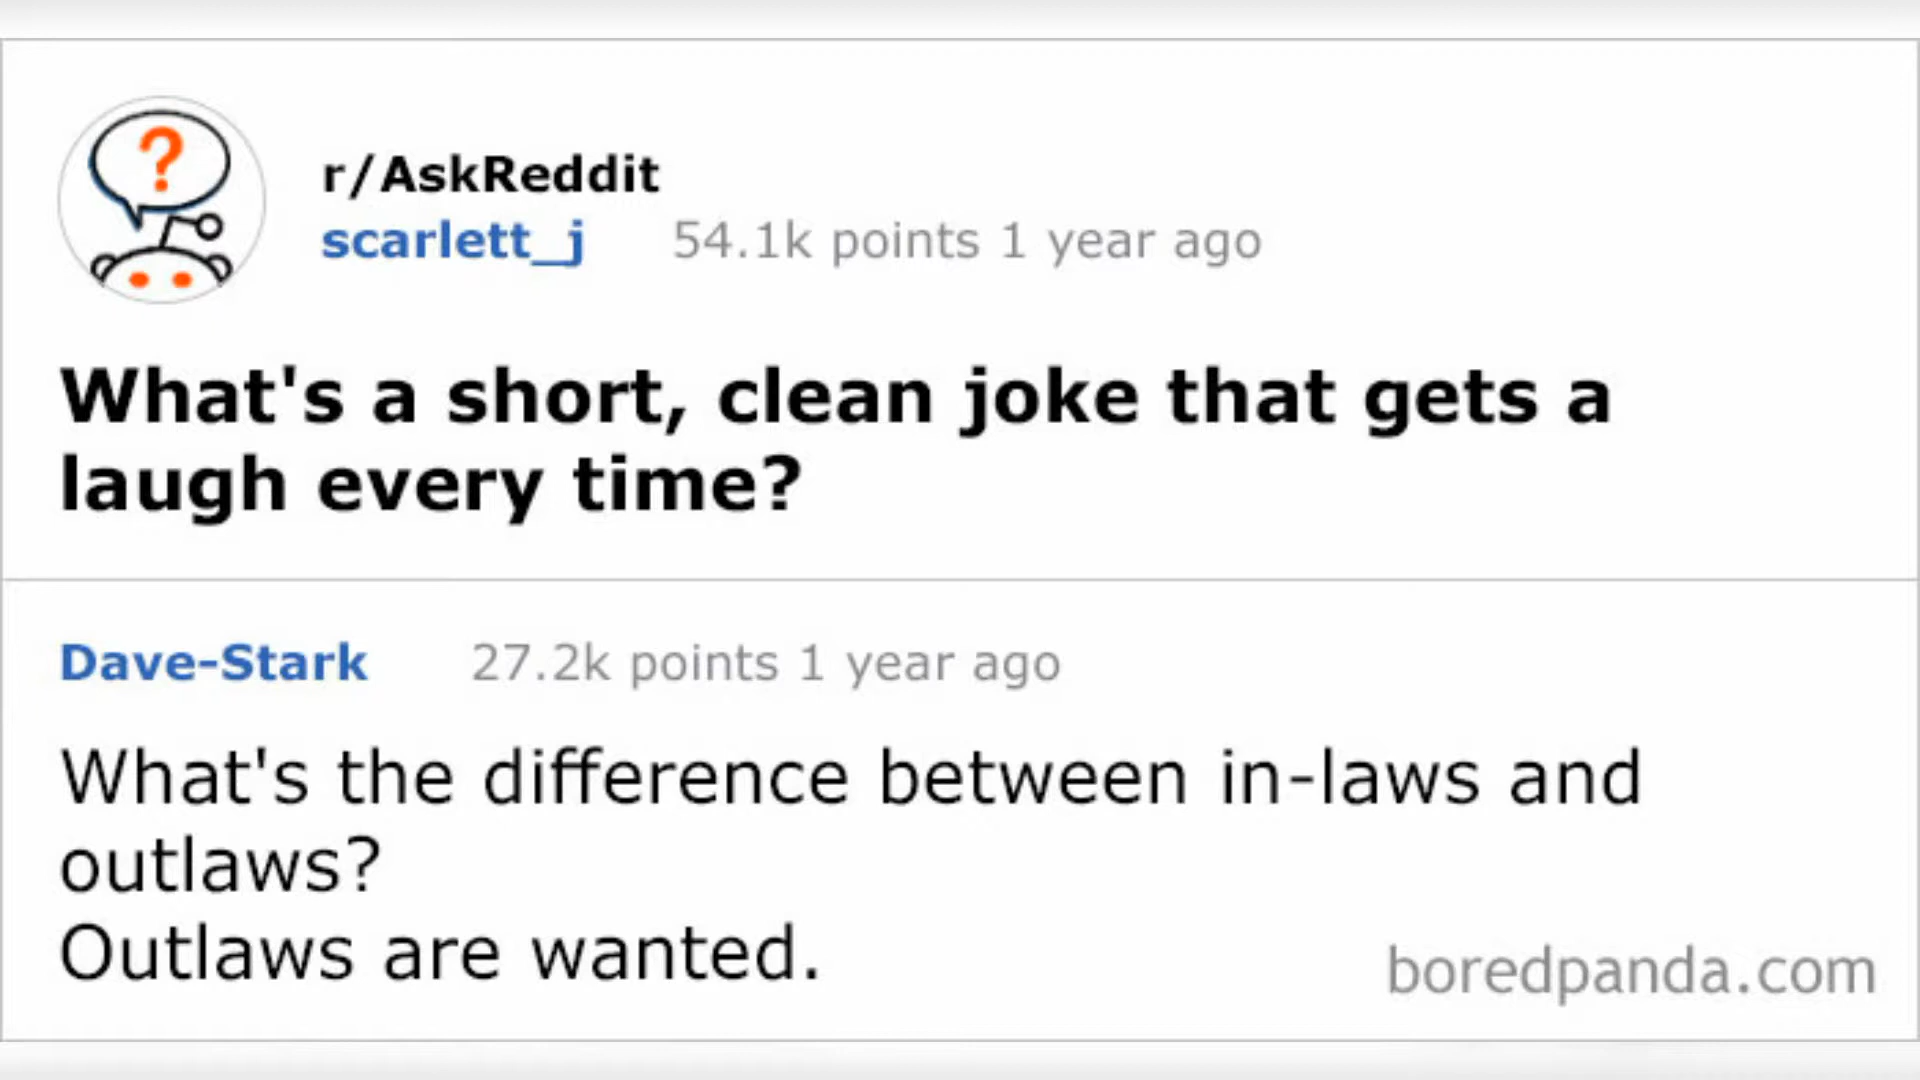 ?
r/AskReddit
scarlett_j 54.1k points 1 year ago
What's a short, clean joke that gets a
laugh every time?
Dave-Stark 27.2k points 1 year ago
What's the difference between in-laws and
outlaws?
Outlaws are wanted.
boredpanda.com